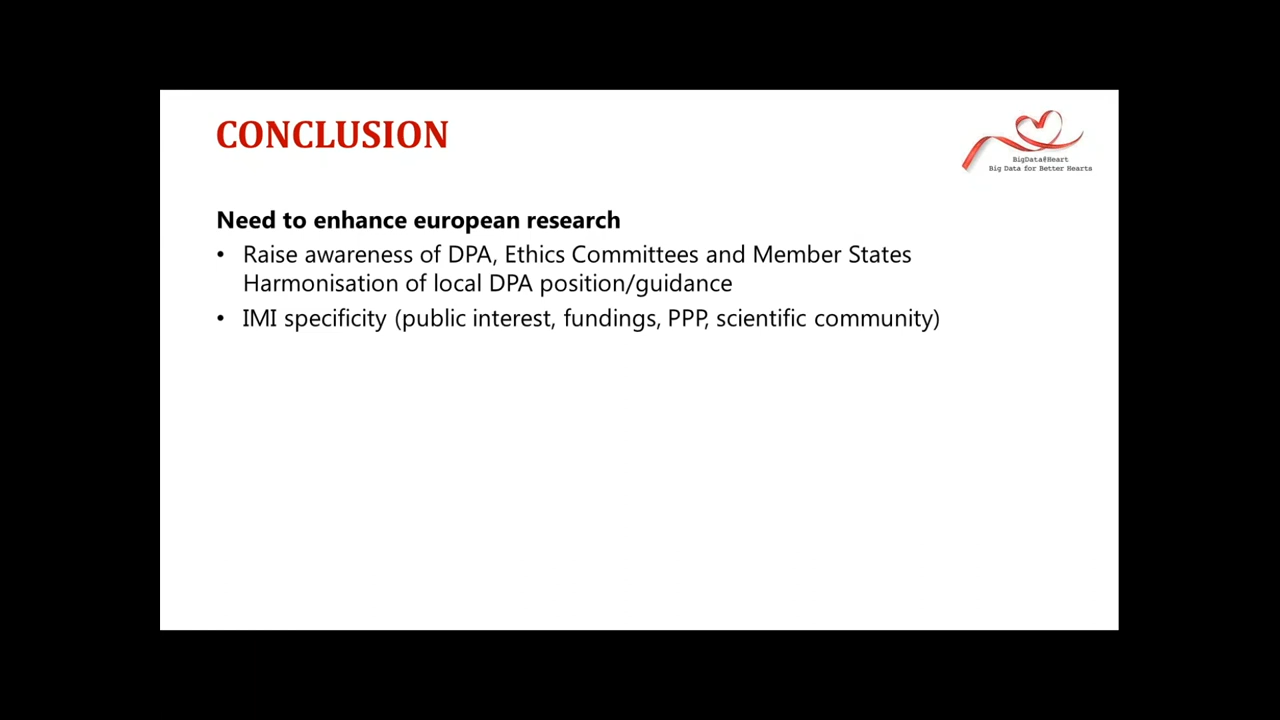 CONCLUSION
BigData@Heart
Big Data for Better Hearts
Need to enhance european research
• Raise awareness of DPA, Ethics Committees and Member States
Harmonisation of local DPA position/guidance
• IMI specificity (public interest, fundings, PPP, scientific community)